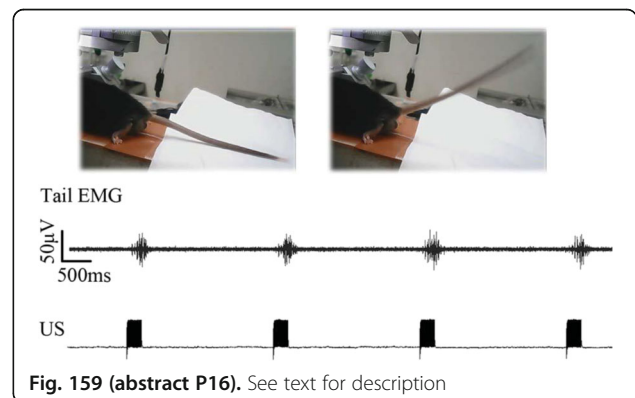 Tail EMG
50μV
500ms
US
Fig. 159 (abstract P16). See text for description